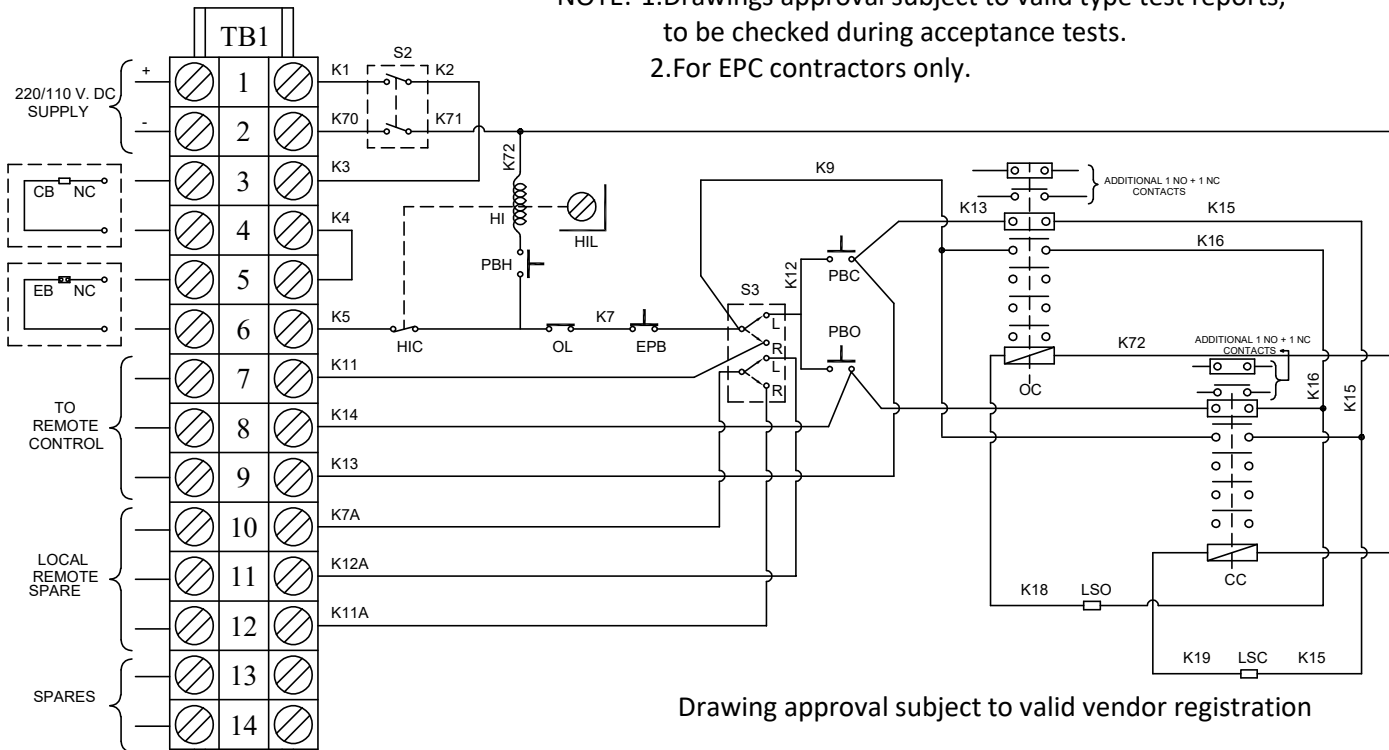 NOTE: 1.Drawings approval subject to valid type test reports,
to be checked during acceptance tests.
2.For EPC contractors only.
TB1
S2
+
1
K1
K2
220/110 V. DC
SUPPLY
-
2
K70
K71
K72
3
K3
K9
ADDITIONAL 1 NO + 1 NC
CONTACTS
CB
NC
4
K4
HI
HIL
K13
K15
K16
PBH
K12
PBC
EB
NC
5
S3
6
K5
K7
L
PBO
HIC
OL
EPB
R
K72
ADDITIONAL 1 NO + 1 NC
CONTACTS
7
K11
L
R
OC
K16
K15
TO
REMOTE
CONTROL
8
K14
9
K13
10
K7A
LOCAL
REMOTE
SPARE
11
K12A
CC
K18
LSO
12
K11A
K19
LSC
K15
13
SPARES
14
Drawing approval subject to valid vendor registration